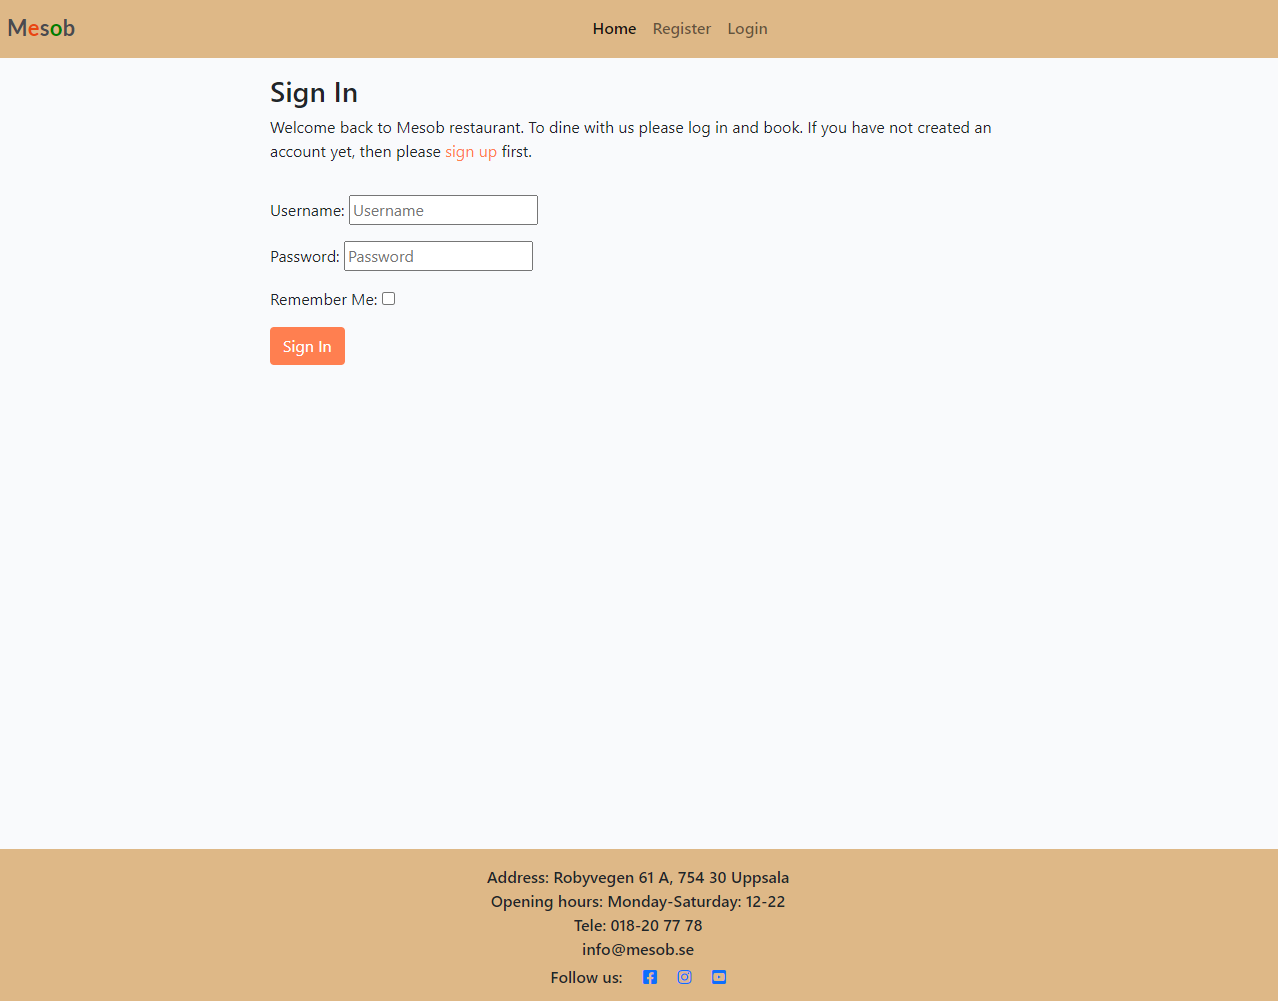 Mesob
Home Register Login
Sign In
Welcome back to Mesob restaurant. To dine with us please log in and book. If you have not created an
account yet, then please sign up first.
Username: Username
Password: Password
Remember Me:
Sign In
Address: Robyvegen 61 A, 754 30 Uppsala
Opening hours: Monday-Saturday: 12-22
Tele: 018-20 77 78
info@mesob.se
Follow us: